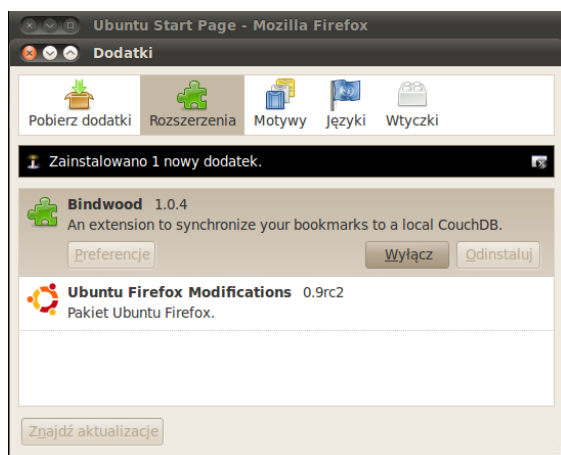 Ubuntu Start Page - Mozilla Firefox
Dodatki
Pobierz dodatki Rozszerzenia Motywy Języki Wtyczki
Zainstalowano 1 nowy dodatek.
Bindwood 1.0.4
An extension to synchronize your bookmarks to a local CouchDB.
Preferencje Wyłącz Odinstaluj
Ubuntu Firefox Modifications 0.9rc2
Pakiet Ubuntu Firefox.
Znajdź aktualizacje